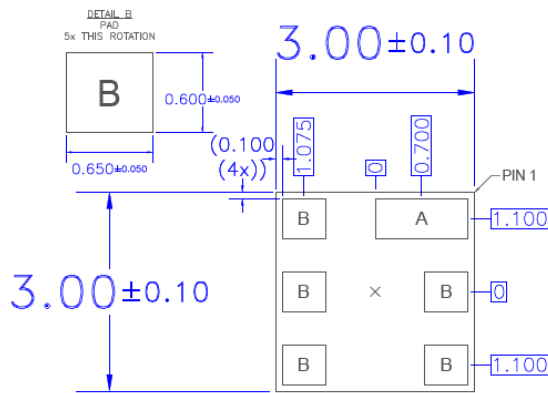 DETAIL B
PAD
5x THIS ROTATION
B
0.600±0.050
0.650±0.050
3.00±0.10
(0.100
(4x))
1.075
0
0.700
PIN 1
B
A
1.100
3.00±0.10
B
B
0
B
B
1.100